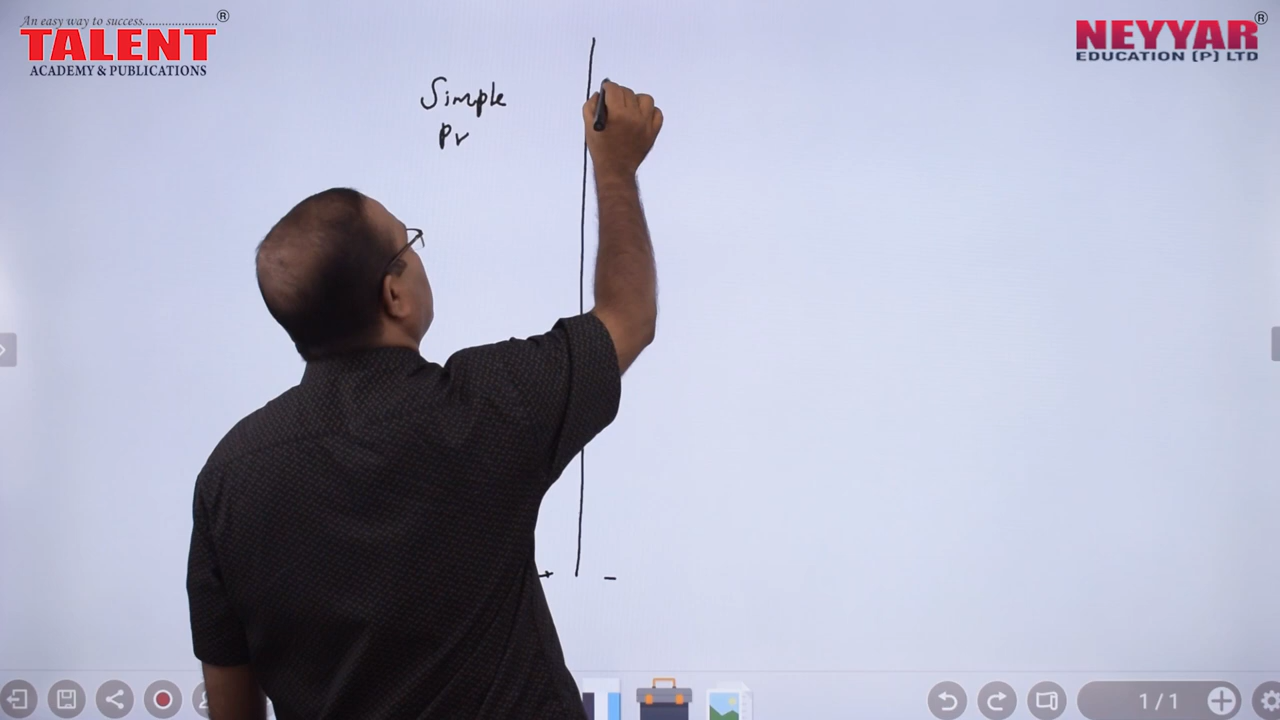 An easy way to success........................®
TALENT
ACADEMY & PUBLICATIONS
NEYYAR®
EDUCATION (P) LTD
Simple
Pr
+ -
1/1